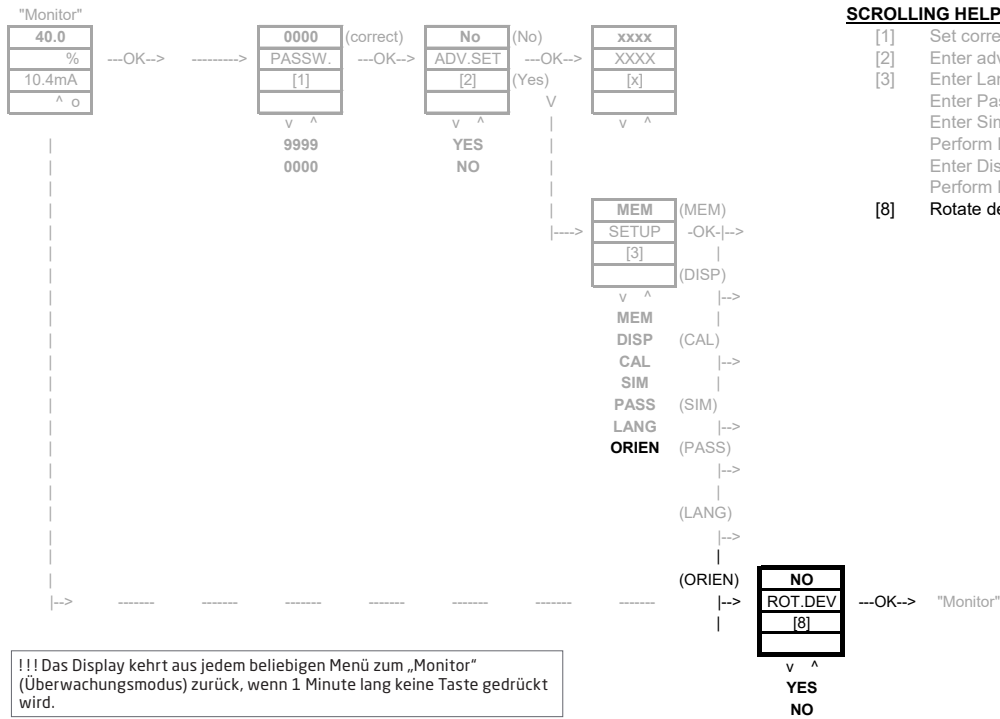 "Monitor"
SCROLLING HELP
40.0 0000 (correct) No (No) xxxx [1] Set corre
% ---OK--> ---------> PASSW. ---OK--> ADV.SET ---OK--> XXXX [2] Enter adv
10.4mA [1] [2] (Yes) [x] [3] Enter Lan
^ o V Enter Pas
v ^ v ^ | v ^ Enter Sim
| 9999 YES | Perform
| 0000 NO | Enter Dis
| | Perform
| | MEM (MEM) [8] Rotate de
| |----> SETUP -OK-|-->
| [3] |
| (DISP)
| v ^ |-->
| MEM |
| DISP (CAL)
| CAL |-->
| SIM |
| PASS (SIM)
| LANG |-->
| ORIEN (PASS)
| |-->
| |
| (LANG)
| |-->
| |
| (ORIEN) NO
|--> ------- ------- ------- ------- ------- ------- ------- |--> ROT.DEV ---OK--> "Monitor"
| [8]
v ^
YES
NO
!!! Das Display kehrt aus jedem beliebigen Menü zum „Monitor“
(Überwachungsmodus) zurück, wenn 1 Minute lang keine Taste gedrückt
wird.